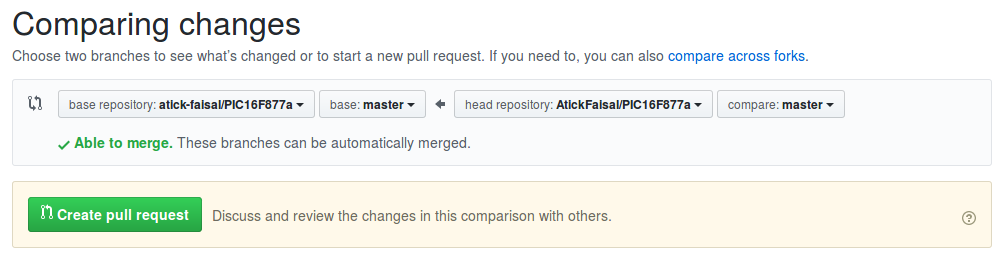 Comparing changes
Choose two branches to see what's changed or to start a new pull request. If you need to, you can also compare across forks.
base repository: atick-faisal/PIC16F877a base: master head repository: AtickFaisal/PIC16F877a compare: master
Able to merge. These branches can be automatically merged.
Create pull request Discuss and review the changes in this comparison with others.